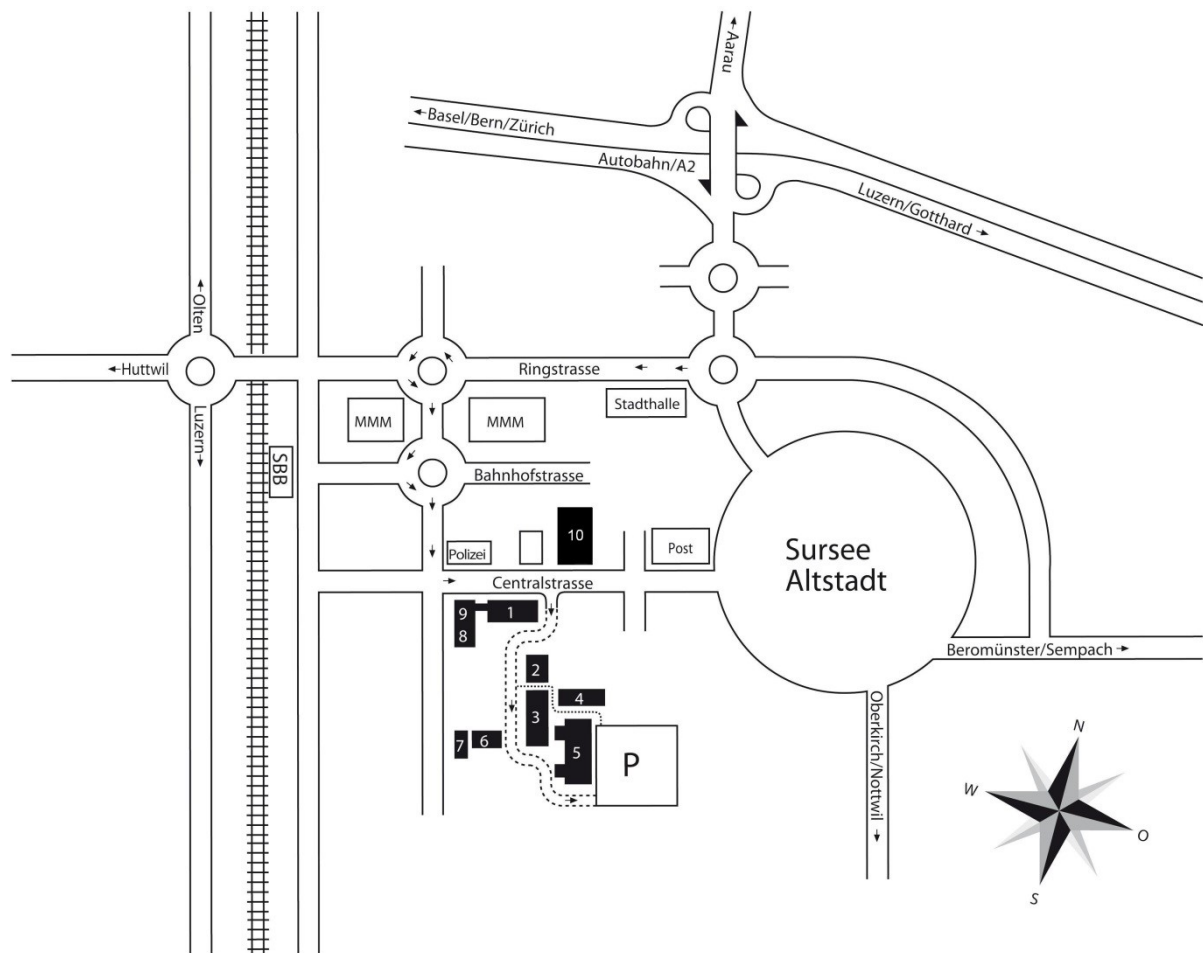 ←Aarau
←Basel/Bern/Zürich
Autobahn/A2
Luzern/Gotthard→
←Olten
←Huttwil
Ringstrasse
Stadthalle
Luzern→
MMM
MMM
SBB
Bahnhofstrasse
10
Polizei
Post
Sursee
Altstadt
Centralstrasse
9
1
8
Beromünster/Sempach→
2
4
3
Oberkirch/Nottwil→
7
6
5
P
N
W
O
S